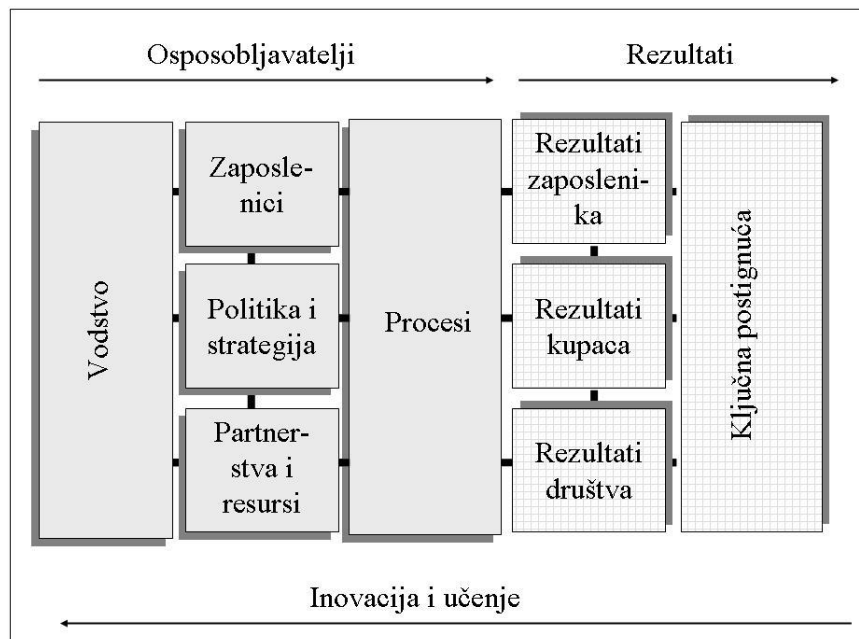 Osposobljavatelji
Rezultati
Vodstvo
Zaposle-
nici
Politika i
strategija
Partner-
stva i
resursi
Procesi
Rezultati
zaposleni-
ka
Rezultati
kupaca
Rezultati
društva
Ključna postignuća
Inovacija i učenje